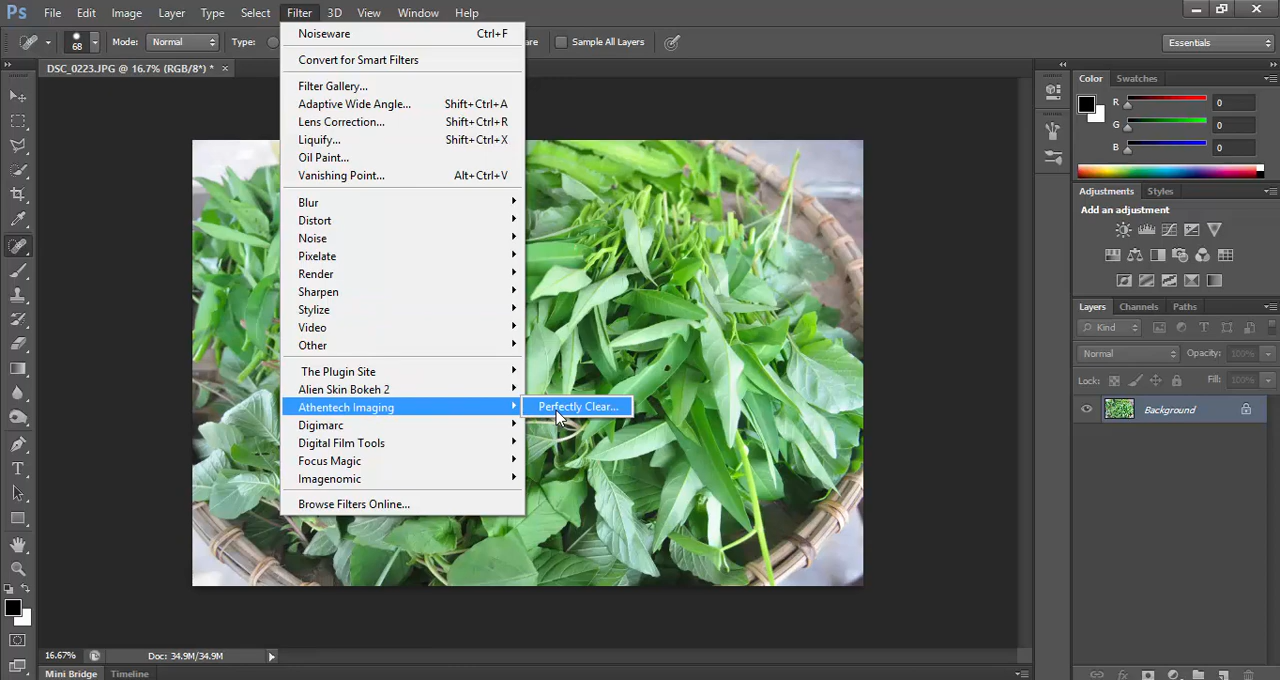 Ps File Edit Image Layer Type Select Filter 3D View Window Help
68 Mode: Normal Type: Sample All Layers Essentials
DSC_0223.JPG @ 16.7% (RGB/8*) * ×
Noiseware Ctrl+F
Convert for Smart Filters
Filter Gallery...
Adaptive Wide Angle... Shift+Ctrl+A
Lens Correction... Shift+Ctrl+R
Liquify... Shift+Ctrl+X
Oil Paint...
Vanishing Point... Alt+Ctrl+V
Blur
Distort
Noise
Pixelate
Render
Sharpen
Stylize
Video
Other
The Plugin Site
Alien Skin Bokeh 2
Athentech Imaging
Perfectly Clear...
Digimarc
Digital Film Tools
Focus Magic
Imagenomic
Browse Filters Online...
Color Swatches
R 0
G 0
B 0
Adjustments Styles
Add an adjustment
Layers Channels Paths
Kind
Normal Opacity: 100%
Lock: Fill: 100%
Background
16.67% Doc: 34.9M/34.9M
Mini Bridge Timeline